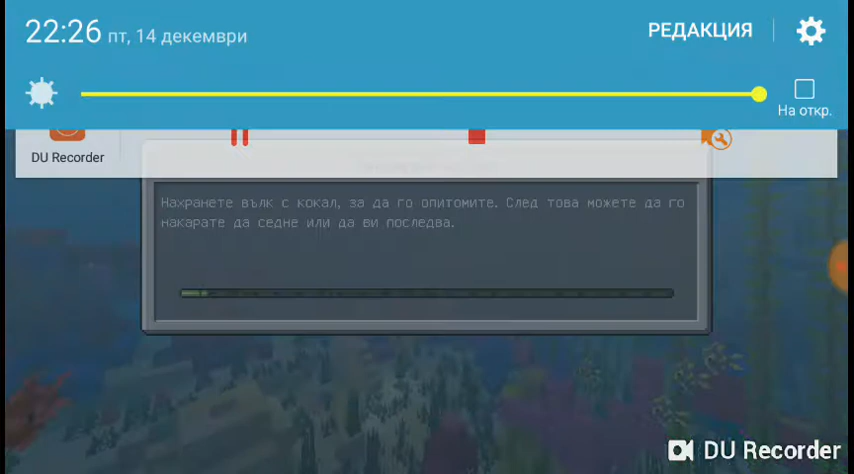 22:26 пт, 14 декември
РЕДАКЦИЯ
На откр.
DU Recorder
Нахранете вълк с кокал, за да го опитомите. След това можете да го
накарате да седне или да ви последва.
DU Recorder